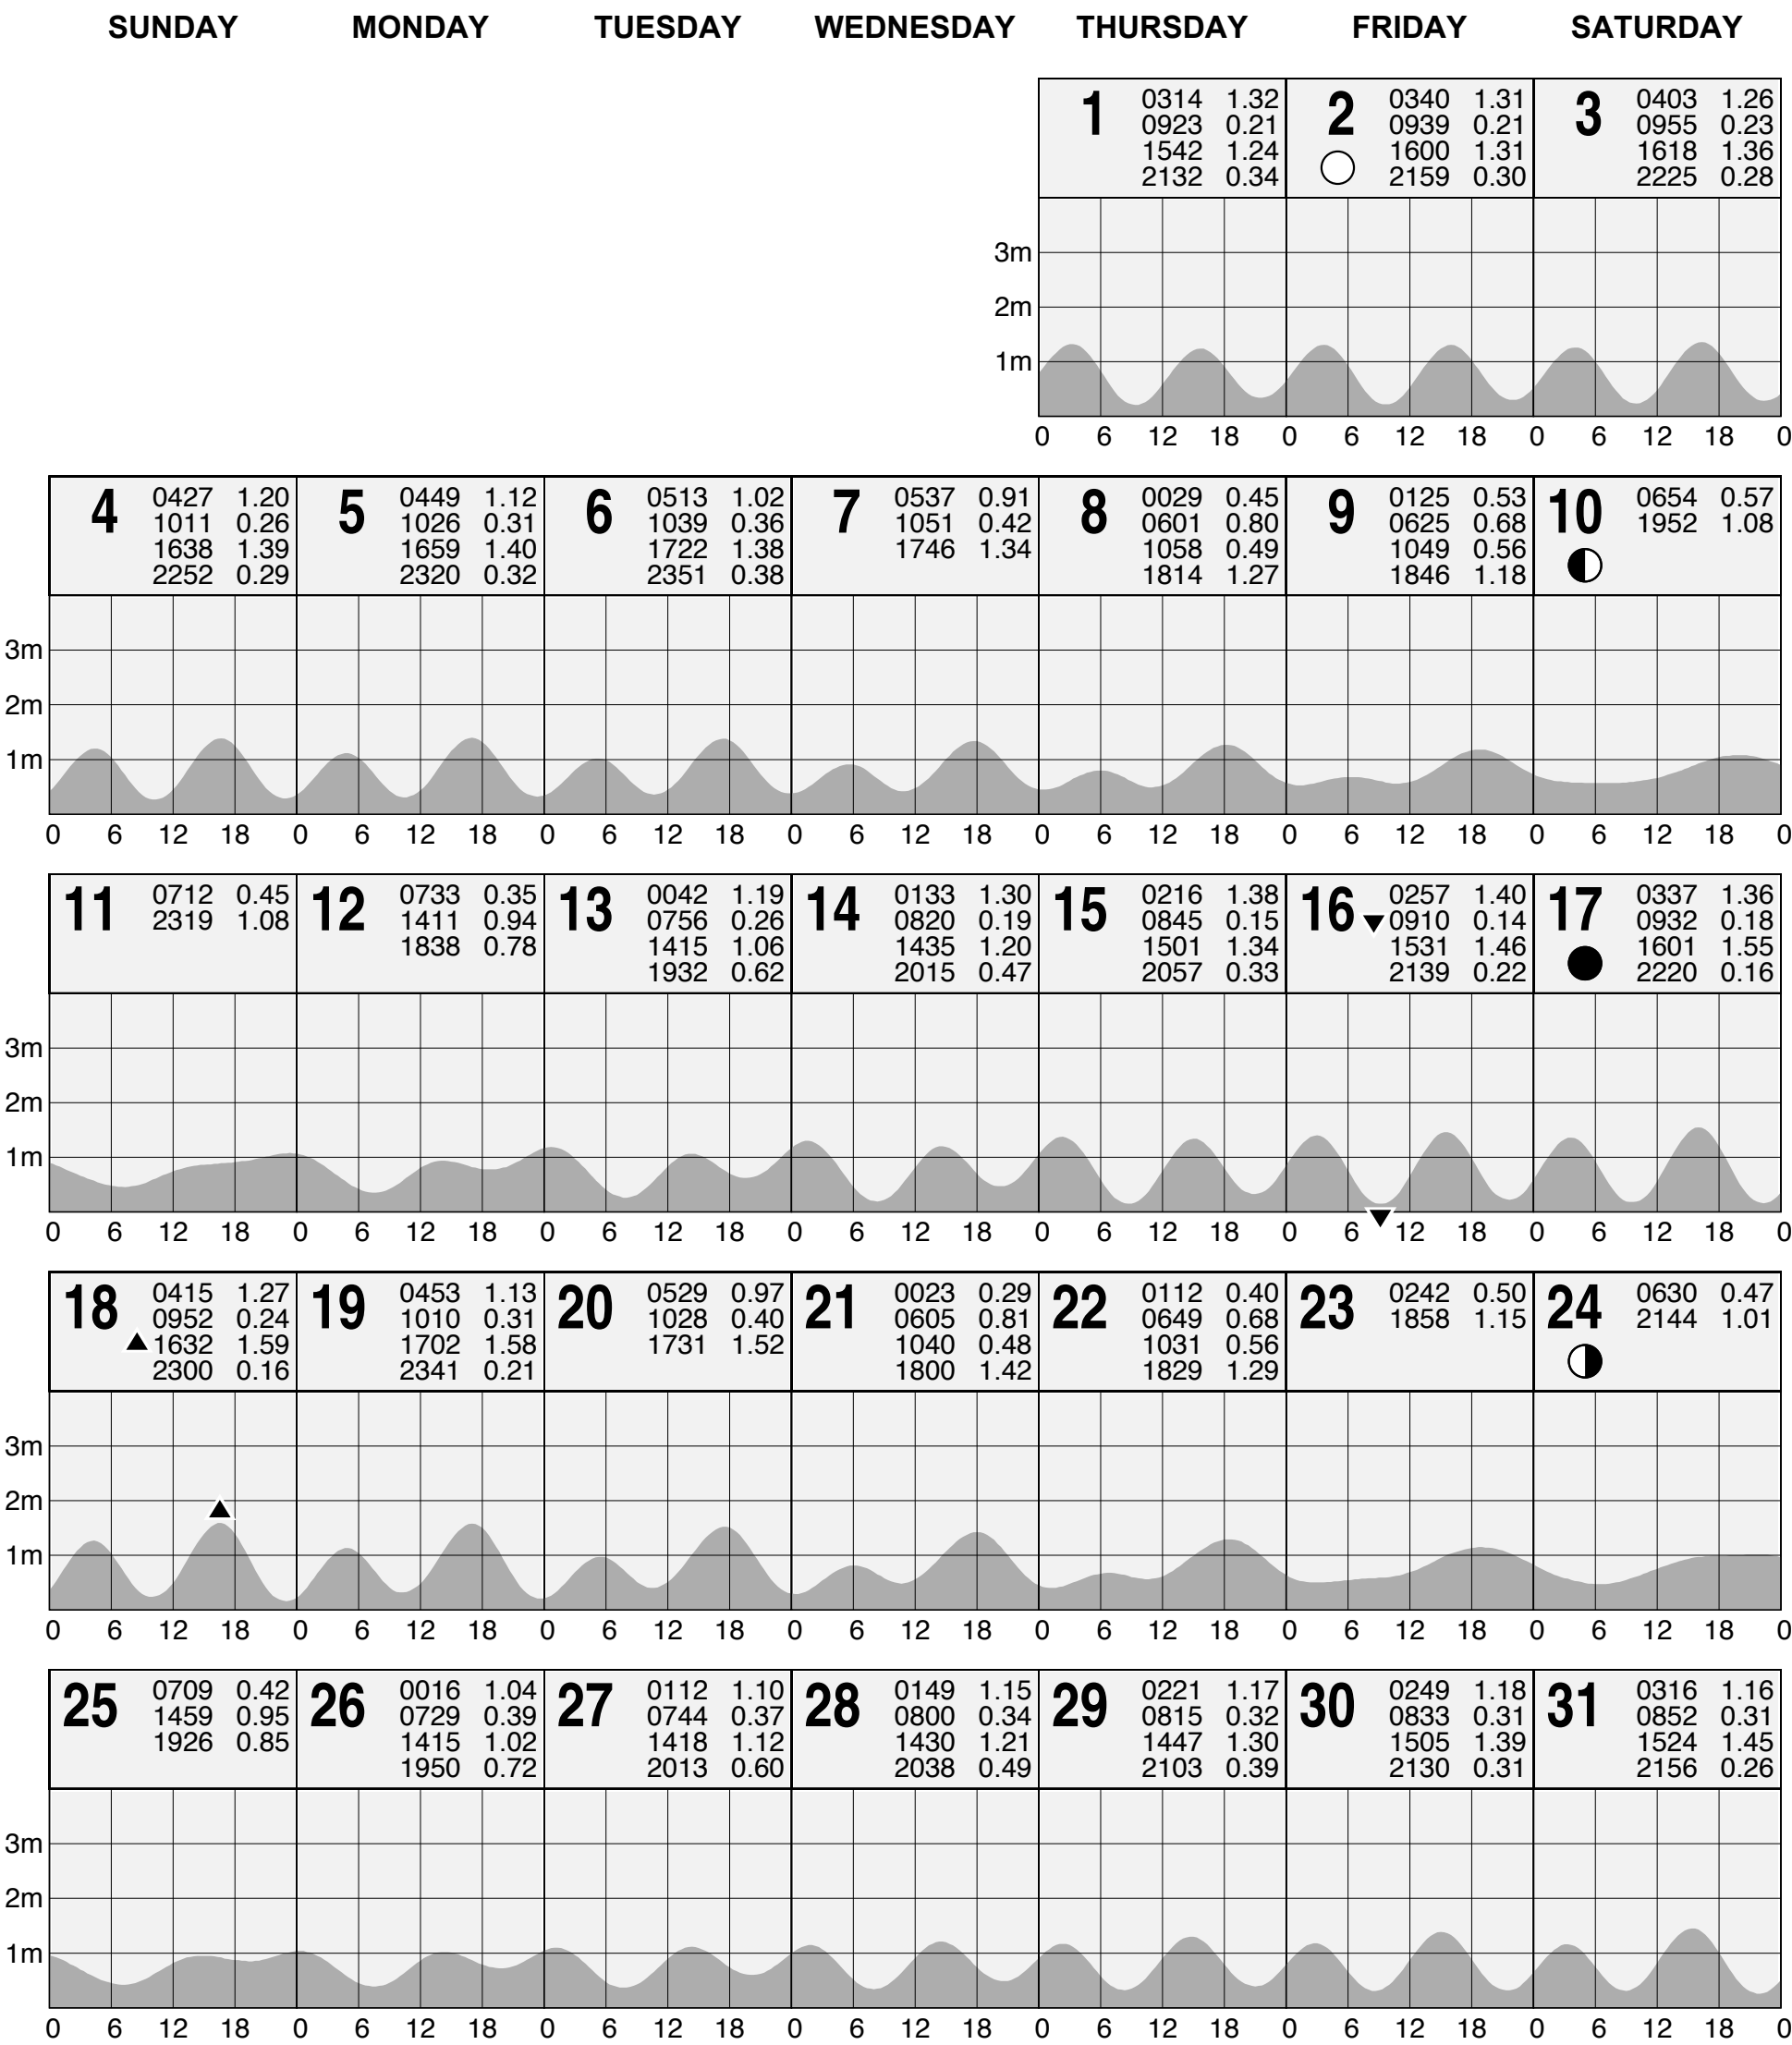 SUNDAY MONDAY TUESDAY WEDNESDAY THURSDAY FRIDAY SATURDAY
1 0314 1.32 2 0340 1.31 3 0403 1.26
0923 0.21 0939 0.21 0955 0.23
1542 1.24 1600 1.31 1618 1.36
2132 0.34 2159 0.30 2225 0.28
3m
2m
1m
0 6 12 18 0 6 12 18 0 6 12 18 0
4 0427 1.20 5 0449 1.12 6 0513 1.02 7 0537 0.91 8 0029 0.45 9 0125 0.53 10 0654 0.57
1011 0.26 1026 0.31 1039 0.36 1051 0.42 0601 0.80 0625 0.68 1952 1.08
1638 1.39 1659 1.40 1722 1.38 1746 1.34 1058 0.49 1049 0.56
2252 0.29 2320 0.32 2351 0.38 1814 1.27 1846 1.18
3m
2m
1m
0 6 12 18 0 6 12 18 0 6 12 18 0 6 12 18 0 6 12 18 0 6 12 18 0 6 12 18 0
11 0712 0.45 12 0733 0.35 13 0042 1.19 14 0133 1.30 15 0216 1.38 16 0257 1.40 17 0337 1.36
2319 1.08 1411 0.94 0756 0.26 0820 0.19 0845 0.15 0910 0.14 0932 0.18
1838 0.78 1415 1.06 1435 1.20 1501 1.34 1531 1.46 1601 1.55
1932 0.62 2015 0.47 2057 0.33 2139 0.22 2220 0.16
3m
2m
1m
0 6 12 18 0 6 12 18 0 6 12 18 0 6 12 18 0 6 12 18 0 6 12 18 0 6 12 18 0
18 0415 1.27 19 0453 1.13 20 0529 0.97 21 0023 0.29 22 0112 0.40 23 0242 0.50 24 0630 0.47
0952 0.24 1010 0.31 1028 0.40 0605 0.81 0649 0.68 1858 1.15 2144 1.01
1632 1.59 1702 1.58 1731 1.52 1040 0.48 1031 0.56
2300 0.16 2341 0.21 1800 1.42 1829 1.29
3m
2m
1m
0 6 12 18 0 6 12 18 0 6 12 18 0 6 12 18 0 6 12 18 0 6 12 18 0 6 12 18 0
25 0709 0.42 26 0016 1.04 27 0112 1.10 28 0149 1.15 29 0221 1.17 30 0249 1.18 31 0316 1.16
1459 0.95 0729 0.39 0744 0.37 0800 0.34 0815 0.32 0833 0.31 0852 0.31
1926 0.85 1415 1.02 1418 1.12 1430 1.21 1447 1.30 1505 1.39 1524 1.45
1950 0.72 2013 0.60 2038 0.49 2103 0.39 2130 0.31 2156 0.26
3m
2m
1m
0 6 12 18 0 6 12 18 0 6 12 18 0 6 12 18 0 6 12 18 0 6 12 18 0 6 12 18 0